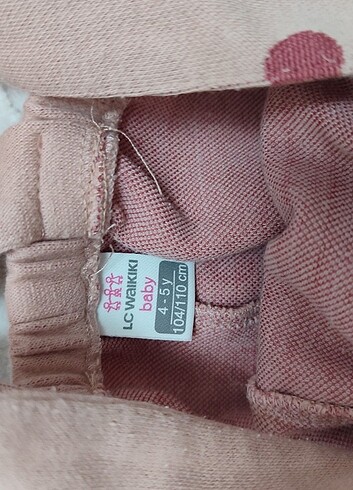 LC WAIKIKI
baby
4 - 5 y
104/110 cm